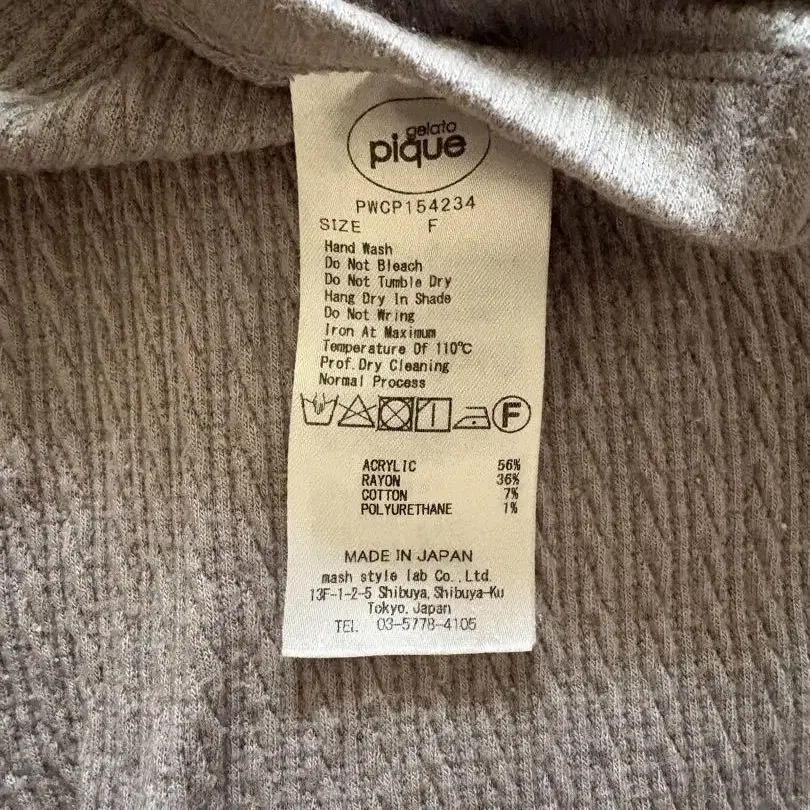 gelato
pique
PWCP154234
SIZE F
Hand Wash
Do Not Bleach
Do Not Tumble Dry
Hang Dry In Shade
Do Not Wring
Iron At Maximum
Temperature Of 110℃
Prof.Dry Cleaning
Normal Process
F
ACRYLIC 56%
RAYON 36%
COTTON 7%
POLYURETHANE 1%
MADE IN JAPAN
mash style lab Co.,Ltd.
13F-1-2-5 Shibuya,Shibuya-Ku
Tokyo,Japan
TEL 03-5778-4105